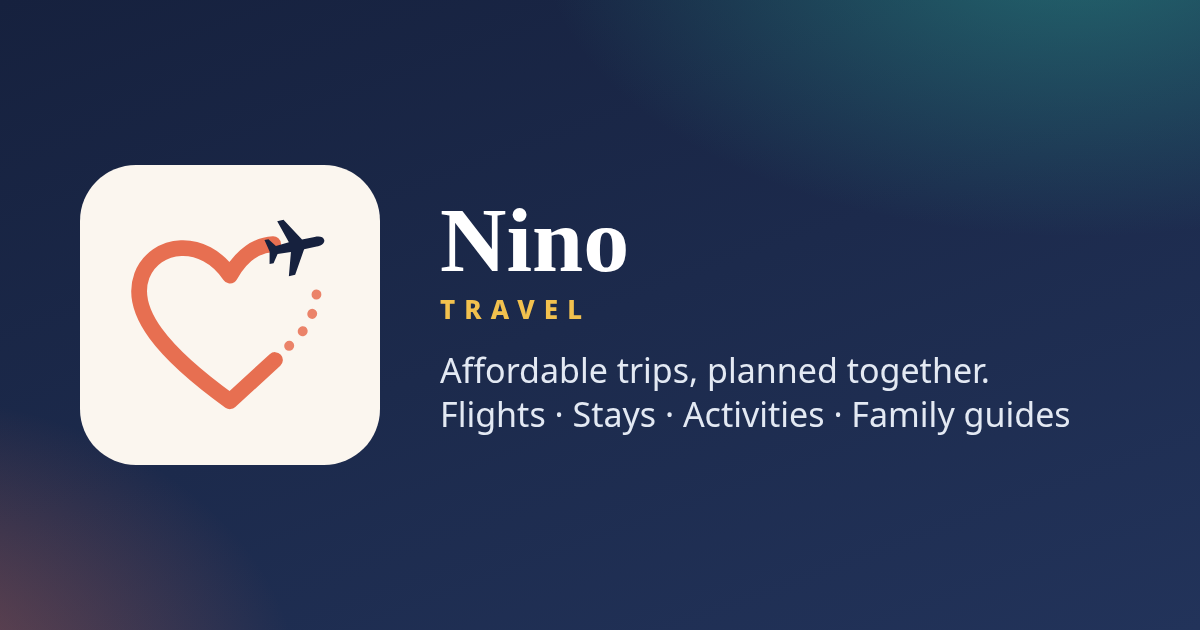 Nino
TRAVEL
Affordable trips, planned together.
Flights · Stays · Activities · Family guides